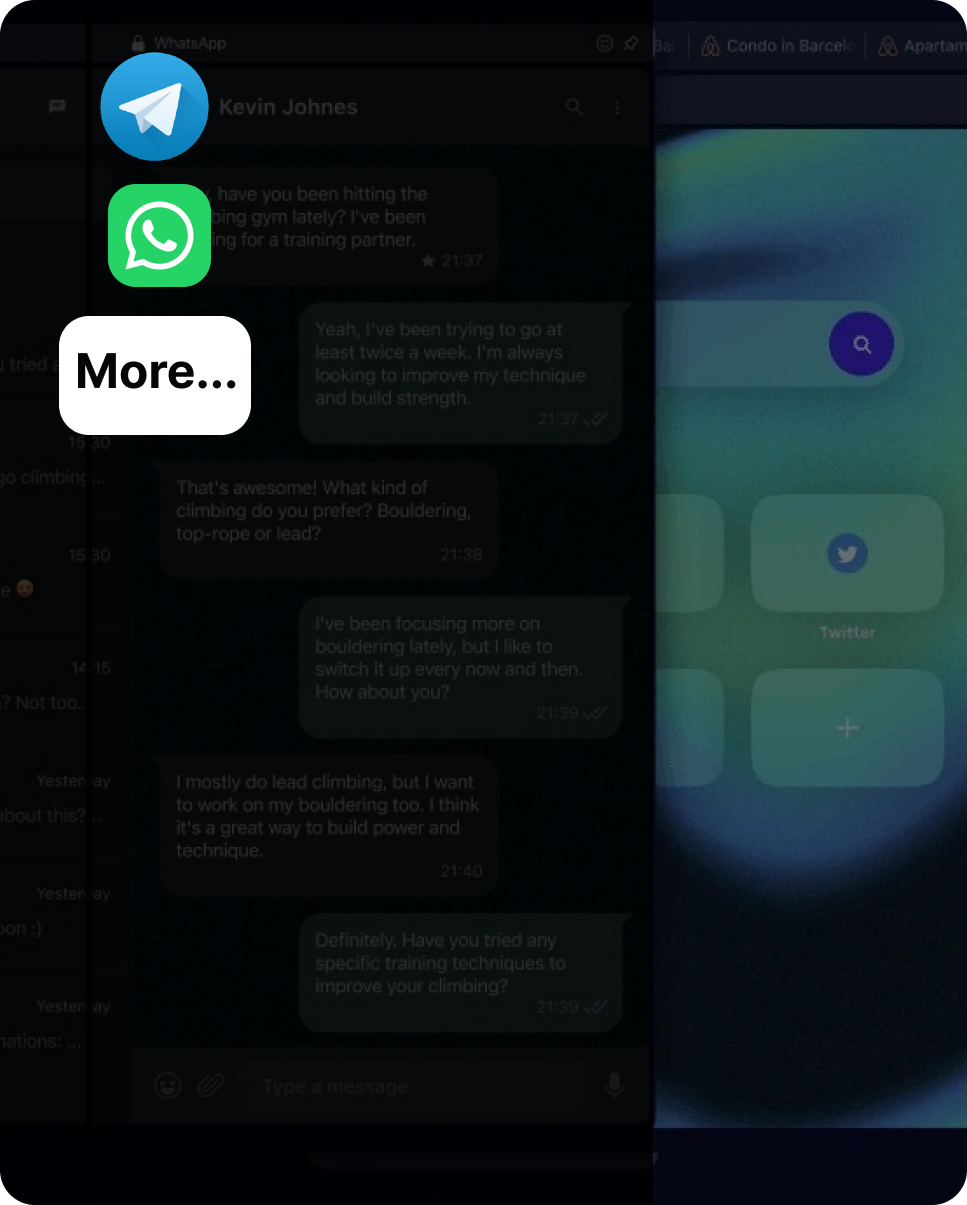 WhatsApp
Condo in Barcelo
Apartam
Kevin Johnes
have you been hitting the
gym lately? I've been
for a training partner.
21:37
Yeah, I've been trying to go at
least twice a week. I'm always
looking to improve my technique
and build strength.
21:37
More...
u tried
15:30
go climbing ...
That's awesome! What kind of
climbing do you prefer? Bouldering,
top-rope or lead?
21:38
15:30
I've been focusing more on
bouldering lately, but I like to
switch it up every now and then.
How about you?
21:39
Twitter
14:15
? Not too...
I mostly do lead climbing, but I want
to work on my bouldering too. I think
it's a great way to build power and
technique.
21:40
Yesterday
about this? ...
Yesterday
oon :)
Definitely. Have you tried any
specific training techniques to
improve your climbing?
21:39
Yesterday
mations: ...
Type a message